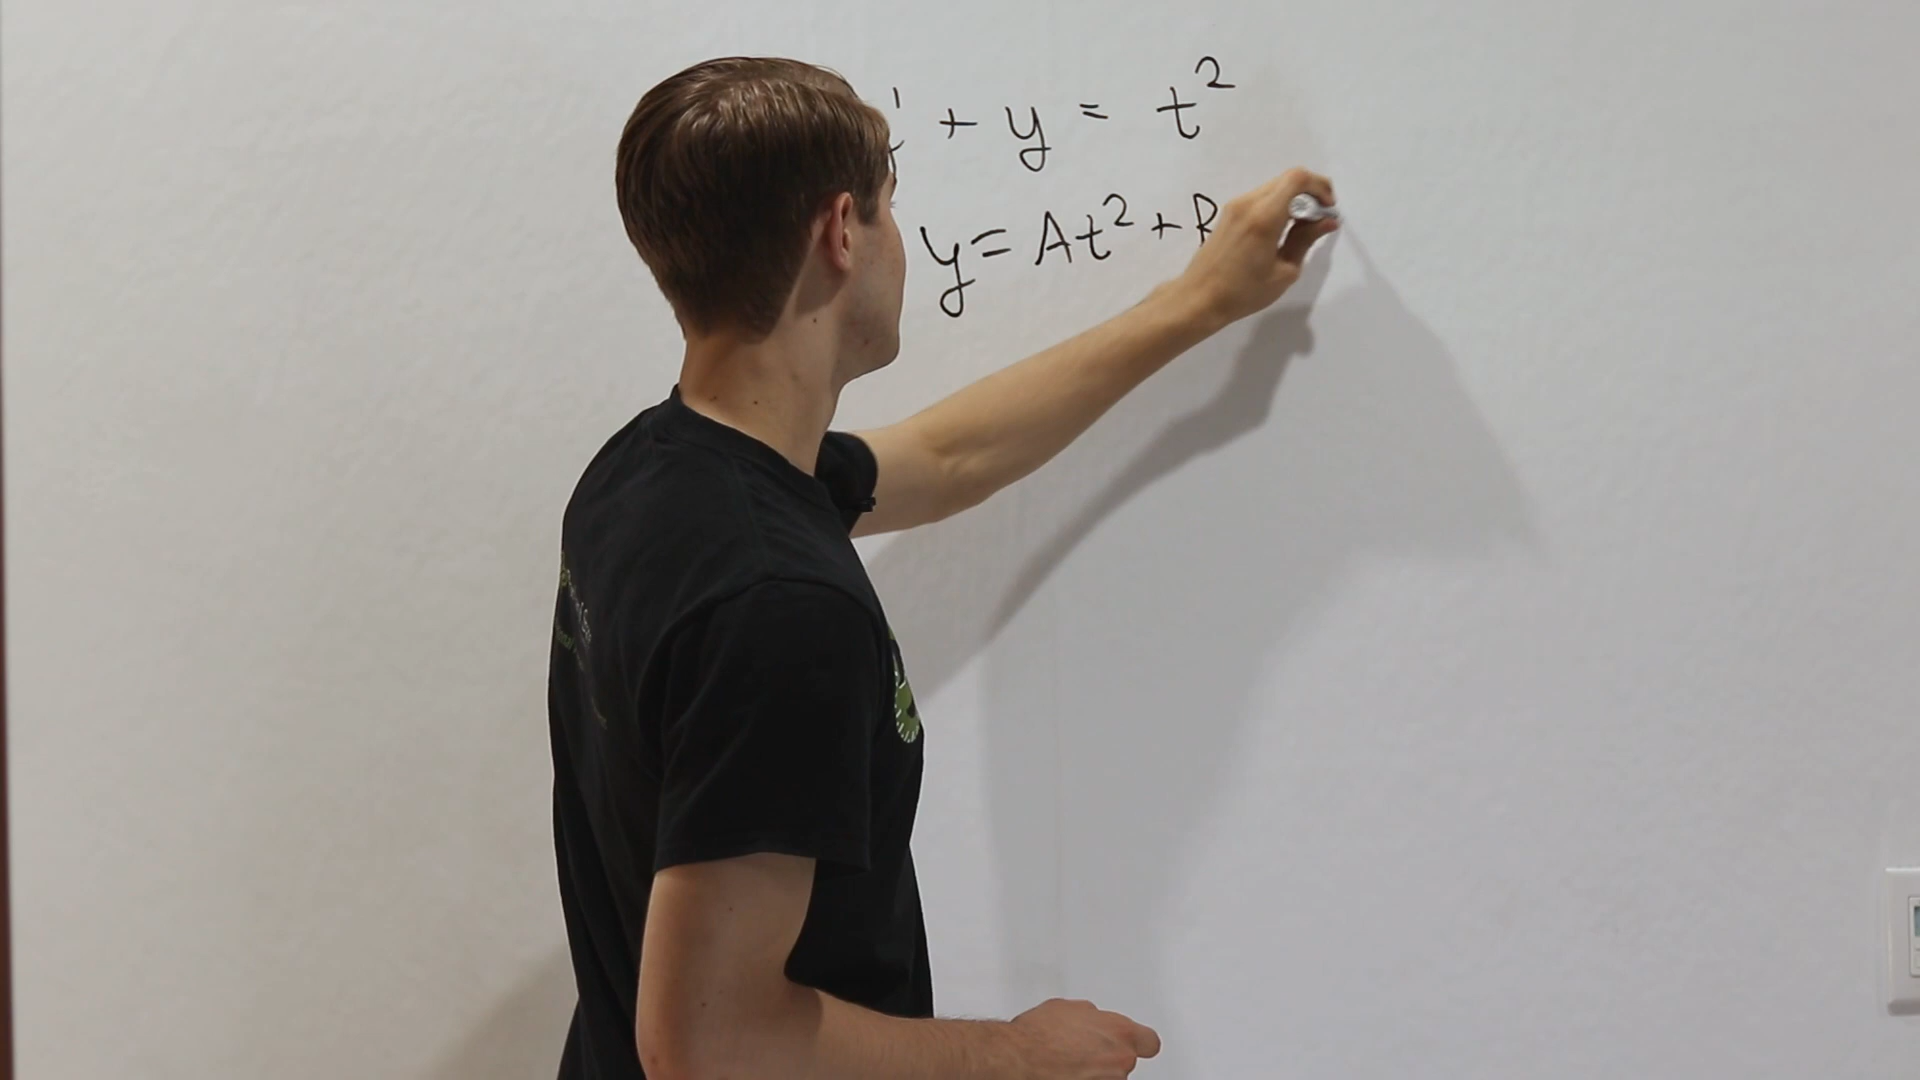 ' + y = t²
y = At² + B